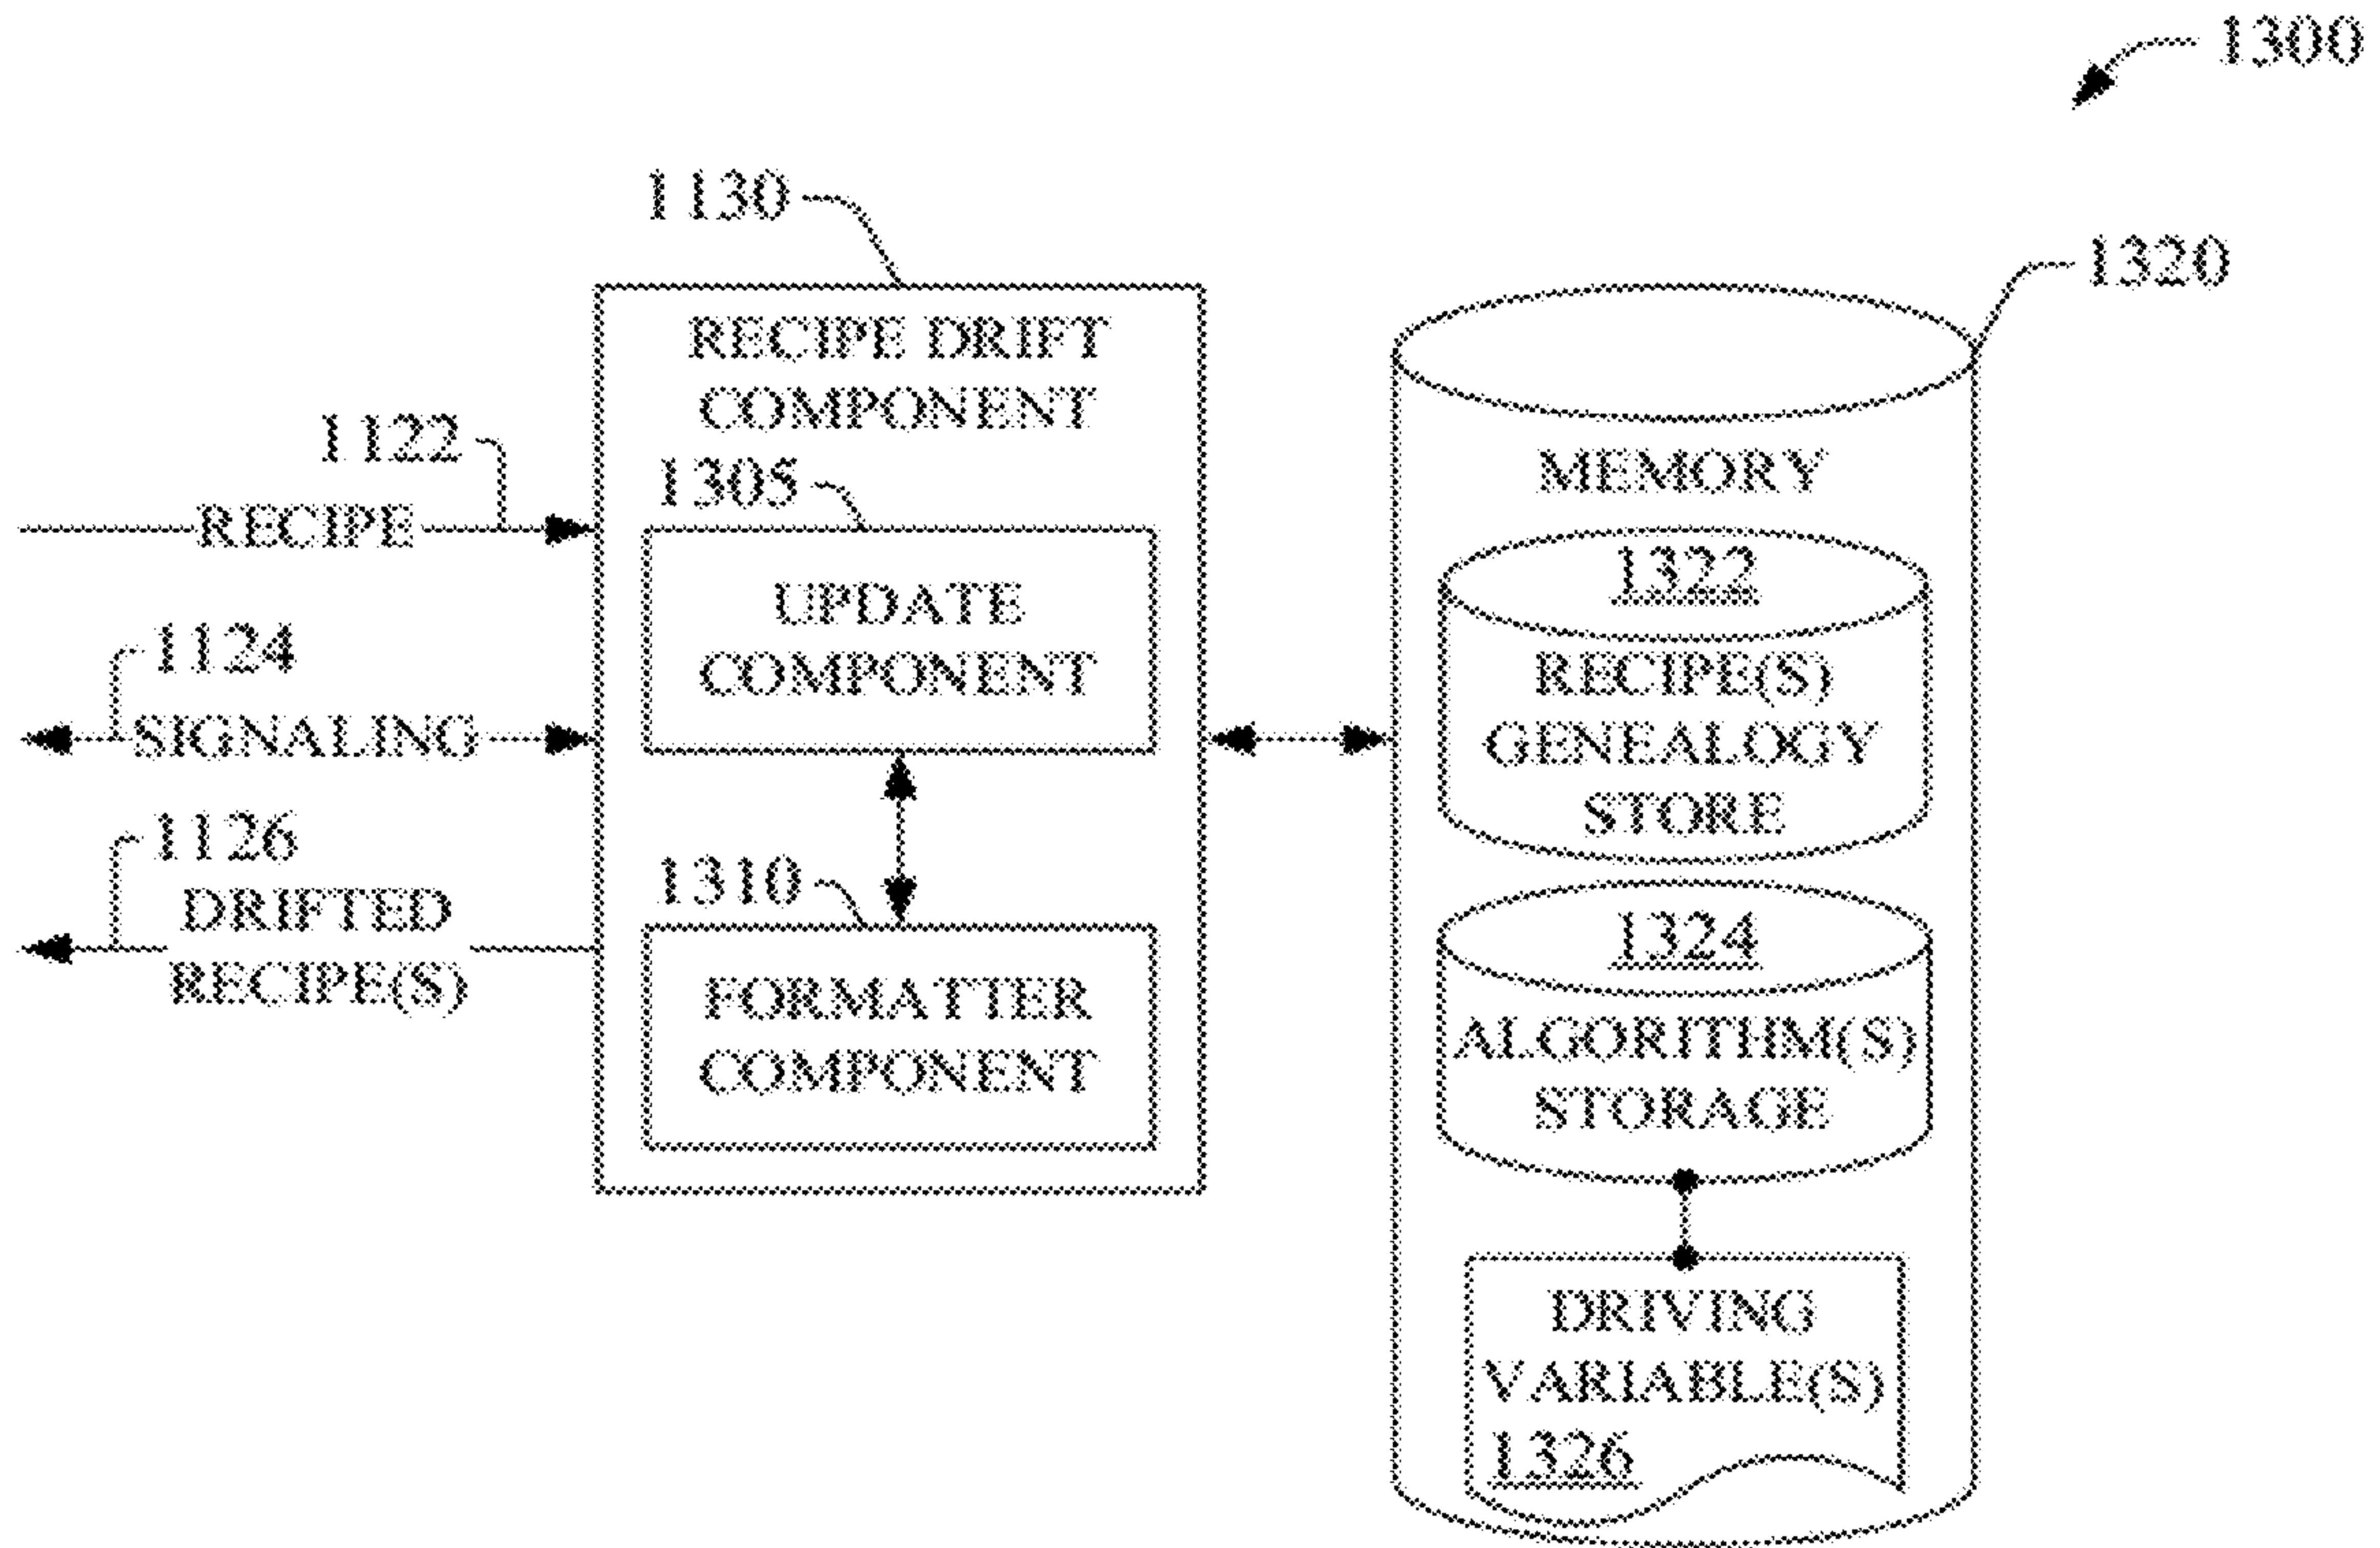 1300
1130
1320
RECIPE DRIFT
COMPONENT
1122
RECIPE
1305
UPDATE
COMPONENT
1124
SIGNALING
1126
DRIFTED
RECIPE(S)
1310
FORMATTER
COMPONENT
MEMORY
1322
RECIPE(S)
GENEALOGY
STORE
1324
ALGORITHM(S)
STORAGE
DRIVING
VARIABLE(S)
1326